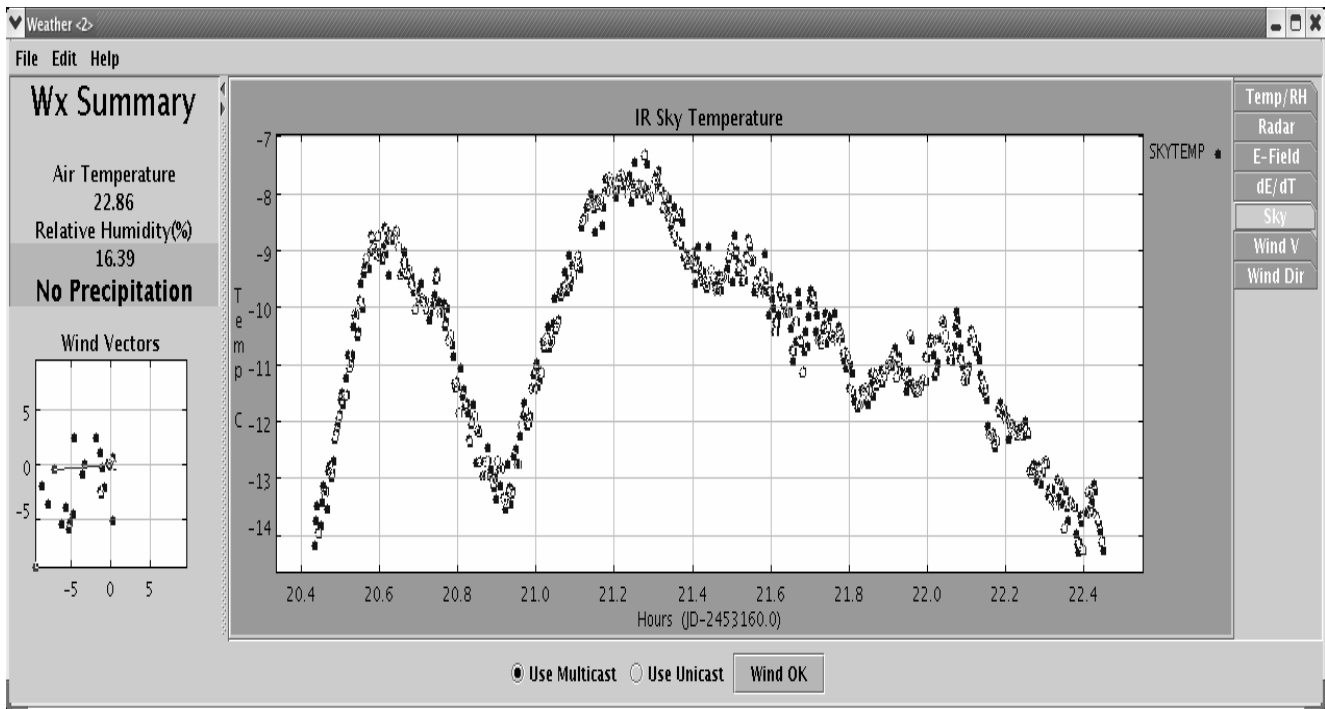 Weather <2>
File Edit Help
Wx Summary
Air Temperature
22.86
Relative Humidity(%)
16.39
No Precipitation
Wind Vectors
5
0
-5
-5 0 5
IR Sky Temperature
-7
-8
-9
-10
-11
-12
-13
-14
Temp C
20.4 20.6 20.8 21.0 21.2 21.4 21.6 21.8 22.0 22.2 22.4
Hours (JD-2453160.0)
SKYTEMP
Temp/RH
Radar
E-Field
dE/dT
Sky
Wind V
Wind Dir
Use Multicast Use Unicast Wind OK